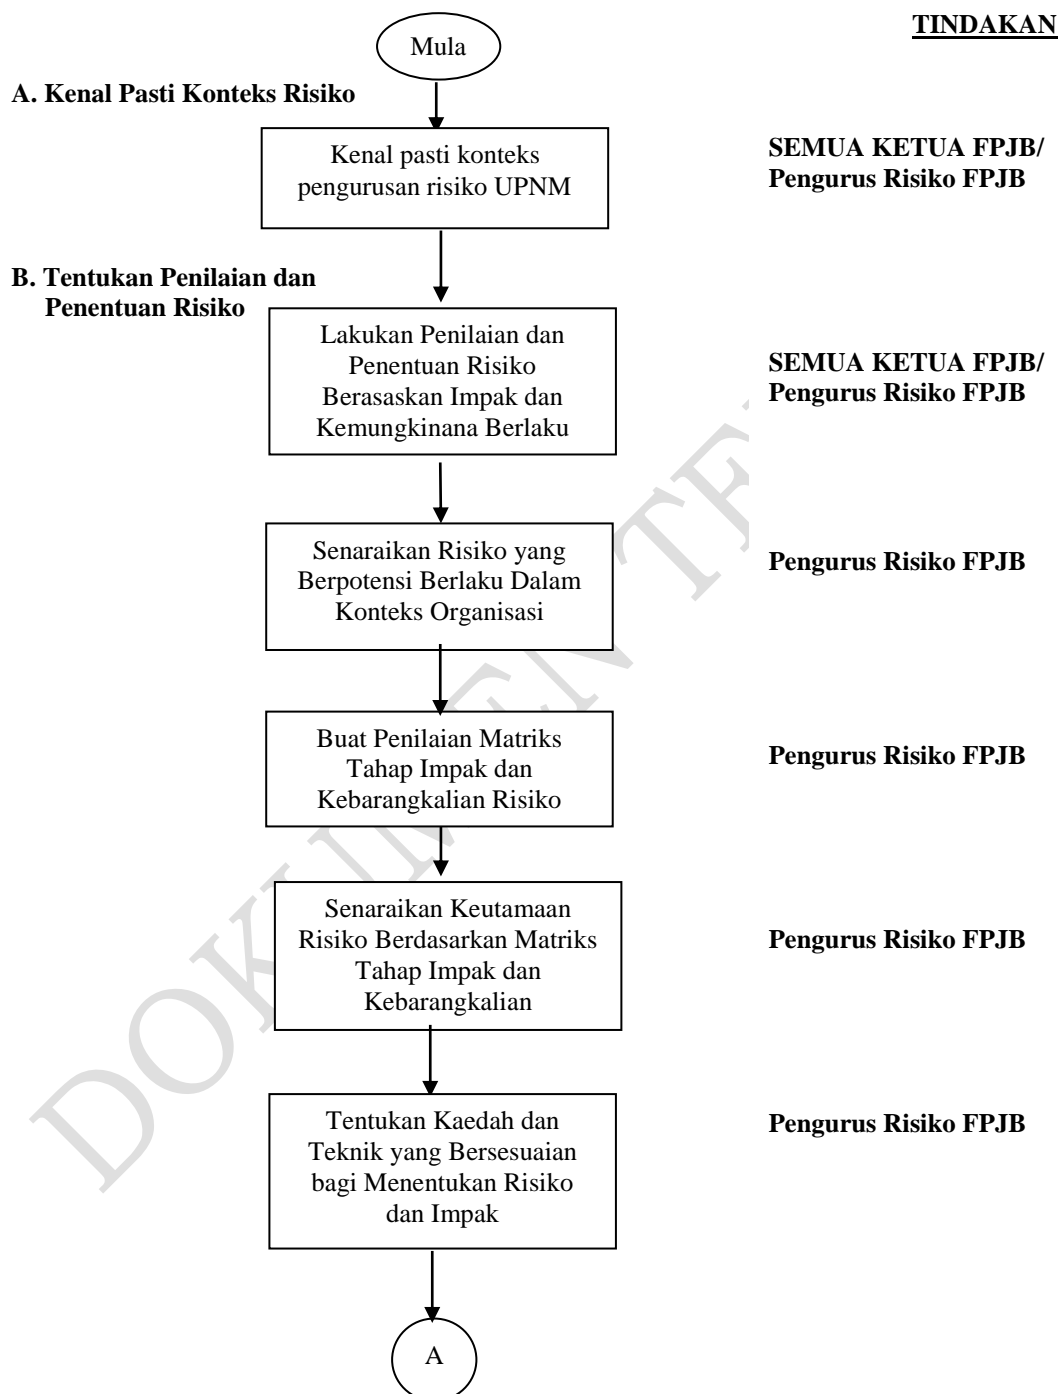 TINDAKAN
Mula
A. Kenal Pasti Konteks Risiko
Kenal pasti konteks
pengurusan risiko UPNM
SEMUA KETUA FPJB/
Pengurus Risiko FPJB
B. Tentukan Penilaian dan
Penentuan Risiko
Lakukan Penilaian dan
Penentuan Risiko
Berasaskan Impak dan
Kemungkinana Berlaku
SEMUA KETUA FPJB/
Pengurus Risiko FPJB
Senaraikan Risiko yang
Berpotensi Berlaku Dalam
Konteks Organisasi
Pengurus Risiko FPJB
Buat Penilaian Matriks
Tahap Impak dan
Kebarangkalian Risiko
Pengurus Risiko FPJB
Senaraikan Keutamaan
Risiko Berdasarkan Matriks
Tahap Impak dan
Kebarangkalian
Pengurus Risiko FPJB
Tentukan Kaedah dan
Teknik yang Bersesuaian
bagi Menentukan Risiko
dan Impak
Pengurus Risiko FPJB
A
DOKUMEN